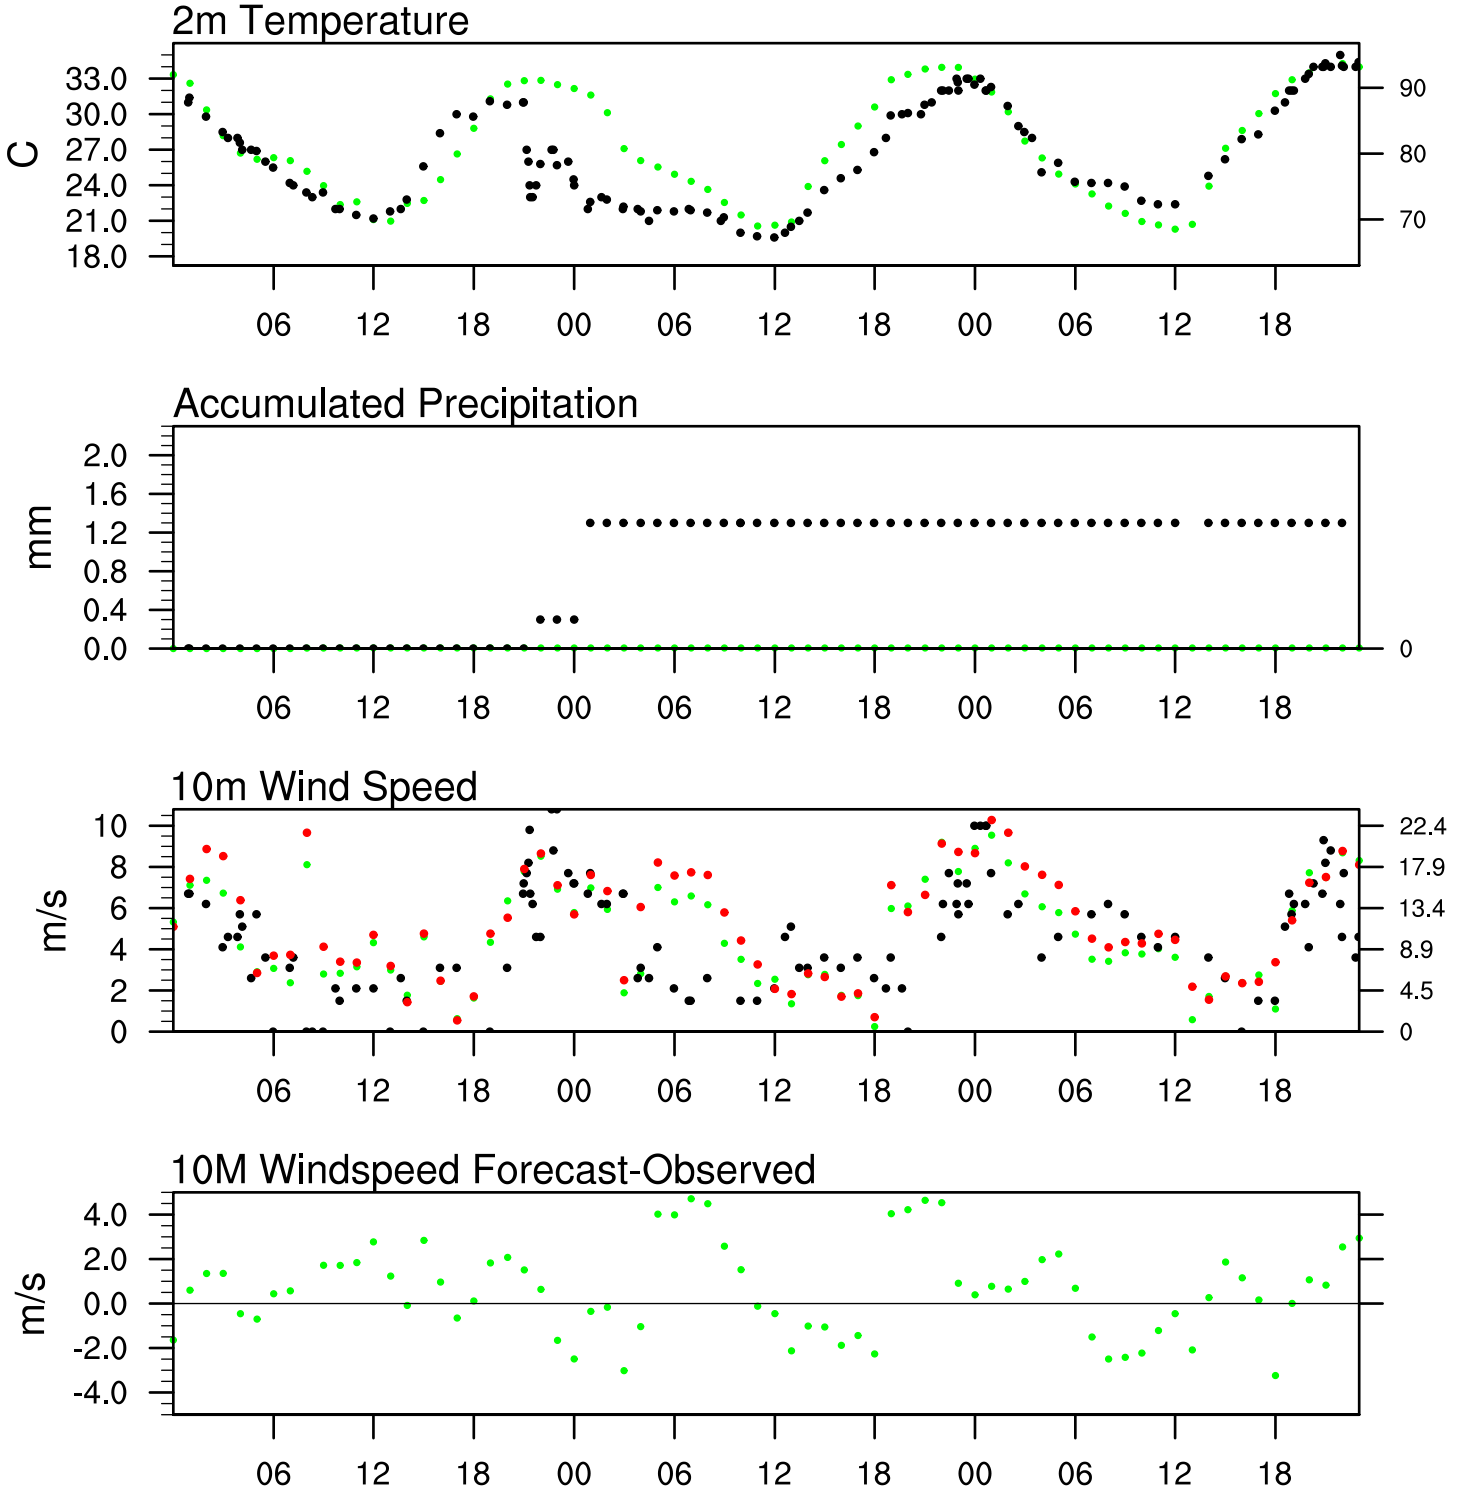 2m Temperature
33.0
30.0
27.0
24.0
21.0
18.0
C
90
80
70
06 12 18 00 06 12 18 00 06 12 18
Accumulated Precipitation
2.0
1.6
1.2
0.8
0.4
0.0
mm
0
06 12 18 00 06 12 18 00 06 12 18
10m Wind Speed
10
8
6
4
2
0
m/s
22.4
17.9
13.4
8.9
4.5
0
06 12 18 00 06 12 18 00 06 12 18
10M Windspeed Forecast-Observed
4.0
2.0
0.0
-2.0
-4.0
m/s
06 12 18 00 06 12 18 00 06 12 18